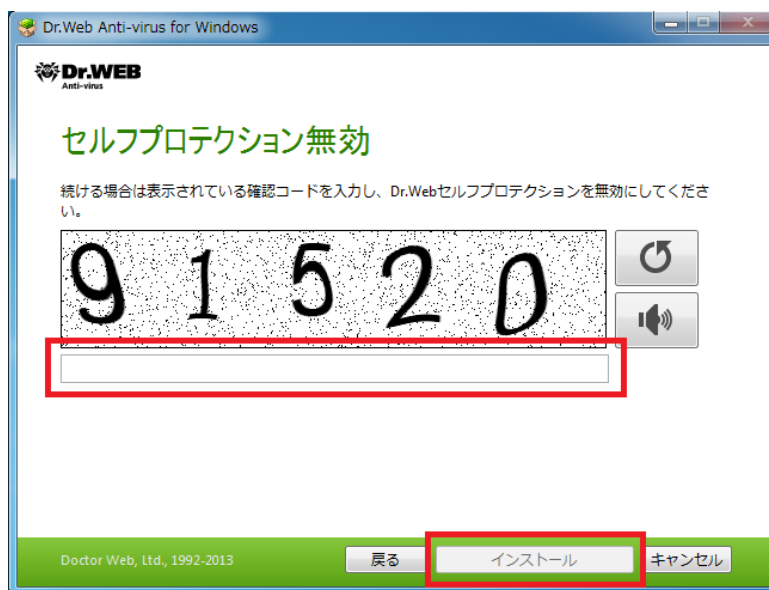 Dr.Web Anti-virus for Windows
Dr.WEB
Anti-virus
セルフプロテクション無効
続ける場合は表示されている確認コードを入力し、Dr.Webセルフプロテクションを無効にしてくださ
い。
9 1 5 2 0
Doctor Web, Ltd., 1992-2013
戻る
インストール
キャンセル